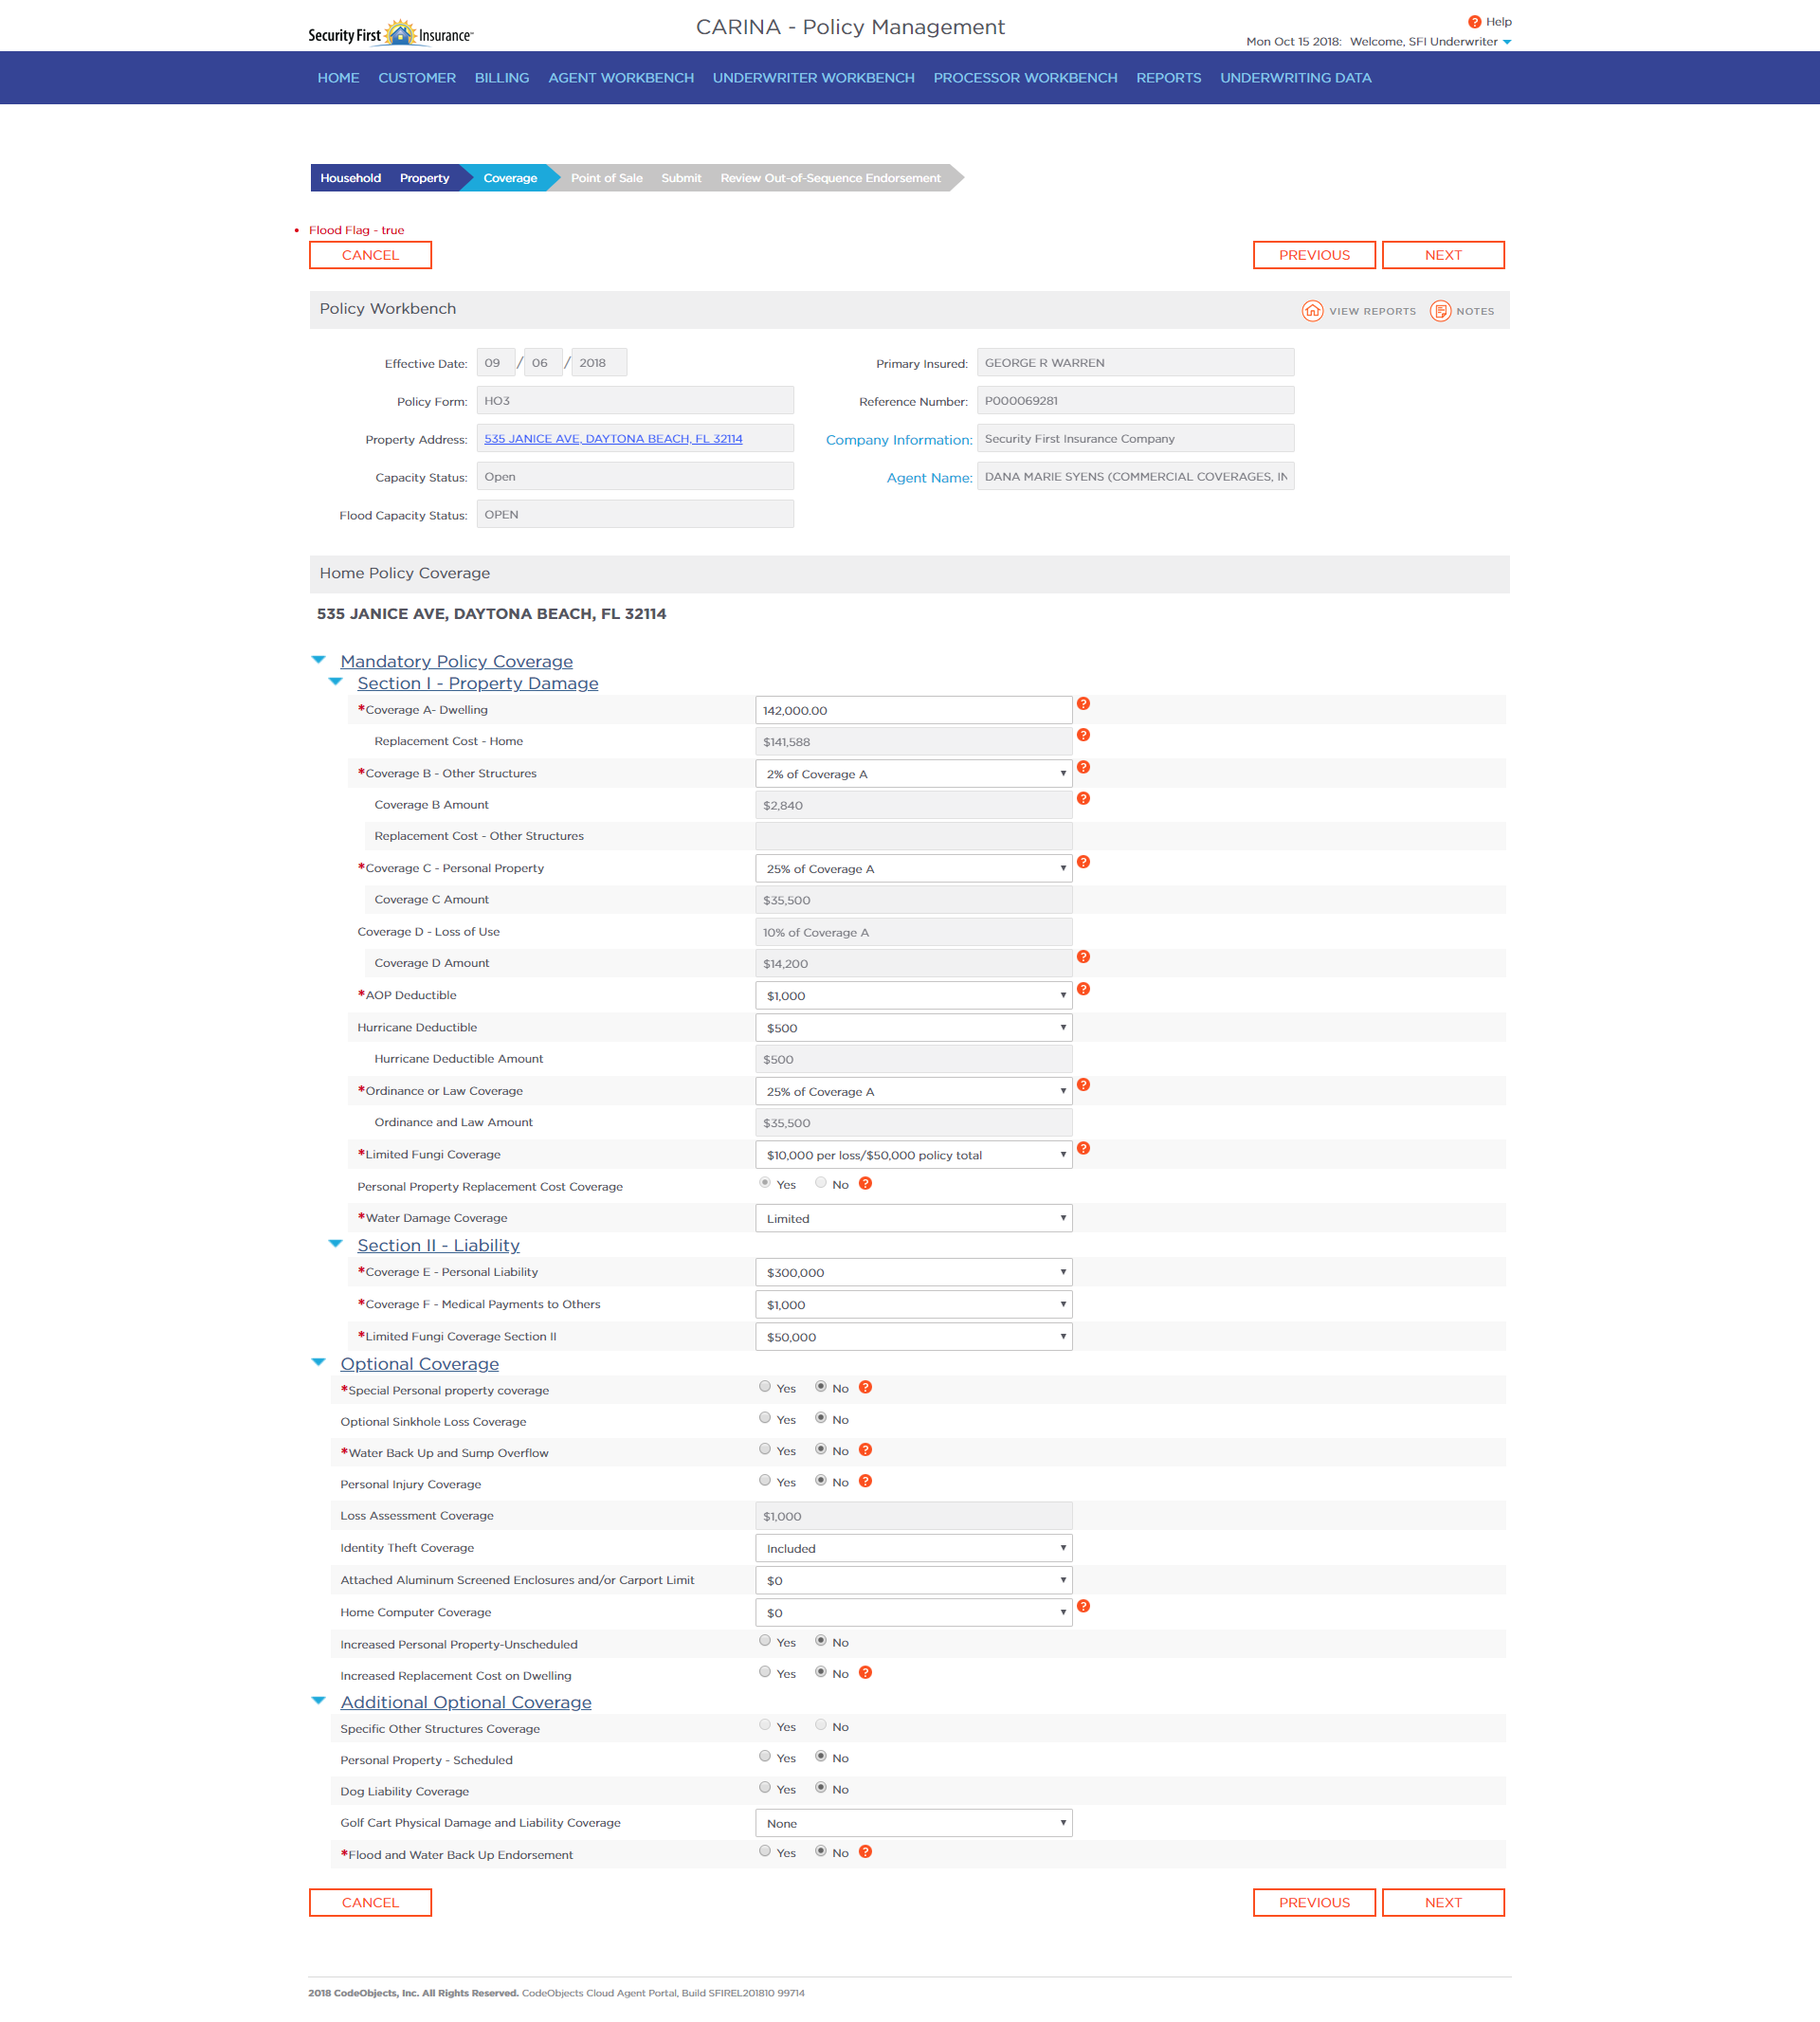 Security First Insurance™
CARINA - Policy Management
? Help
Mon Oct 15 2018: Welcome, SFI Underwriter
HOME CUSTOMER BILLING AGENT WORKBENCH UNDERWRITER WORKBENCH PROCESSOR WORKBENCH REPORTS UNDERWRITING DATA
Household Property Coverage Point of Sale Submit Review Out-of-Sequence Endorsement
• Flood Flag - true
CANCEL PREVIOUS NEXT
Policy Workbench VIEW REPORTS NOTES
Effective Date: 09 / 06 / 2018 Primary Insured: GEORGE R WARREN
Policy Form: HO3 Reference Number: P000069281
Property Address: 535 JANICE AVE, DAYTONA BEACH, FL 32114 Company Information: Security First Insurance Company
Capacity Status: Open Agent Name: DANA MARIE SYENS (COMMERCIAL COVERAGES, IN
Flood Capacity Status: OPEN
Home Policy Coverage
535 JANICE AVE, DAYTONA BEACH, FL 32114
Mandatory Policy Coverage
Section I - Property Damage
*Coverage A- Dwelling 142,000.00 ?
Replacement Cost - Home $141,588 ?
*Coverage B - Other Structures 2% of Coverage A ?
Coverage B Amount $2,840 ?
Replacement Cost - Other Structures
*Coverage C - Personal Property 25% of Coverage A ?
Coverage C Amount $35,500
Coverage D - Loss of Use 10% of Coverage A
Coverage D Amount $14,200 ?
*AOP Deductible $1,000 ?
Hurricane Deductible $500
Hurricane Deductible Amount $500
*Ordinance or Law Coverage 25% of Coverage A ?
Ordinance and Law Amount $35,500
*Limited Fungi Coverage $10,000 per loss/$50,000 policy total ?
Personal Property Replacement Cost Coverage Yes No ?
*Water Damage Coverage Limited
Section II - Liability
*Coverage E - Personal Liability $300,000
*Coverage F - Medical Payments to Others $1,000
*Limited Fungi Coverage Section II $50,000
Optional Coverage
*Special Personal property coverage Yes No ?
Optional Sinkhole Loss Coverage Yes No
*Water Back Up and Sump Overflow Yes No ?
Personal Injury Coverage Yes No ?
Loss Assessment Coverage $1,000
Identity Theft Coverage Included
Attached Aluminum Screened Enclosures and/or Carport Limit $0
Home Computer Coverage $0 ?
Increased Personal Property-Unscheduled Yes No
Increased Replacement Cost on Dwelling Yes No ?
Additional Optional Coverage
Specific Other Structures Coverage Yes No
Personal Property - Scheduled Yes No
Dog Liability Coverage Yes No
Golf Cart Physical Damage and Liability Coverage None
*Flood and Water Back Up Endorsement Yes No ?
CANCEL PREVIOUS NEXT
2018 CodeObjects, Inc. All Rights Reserved. CodeObjects Cloud Agent Portal, Build SFIREL201810 99714